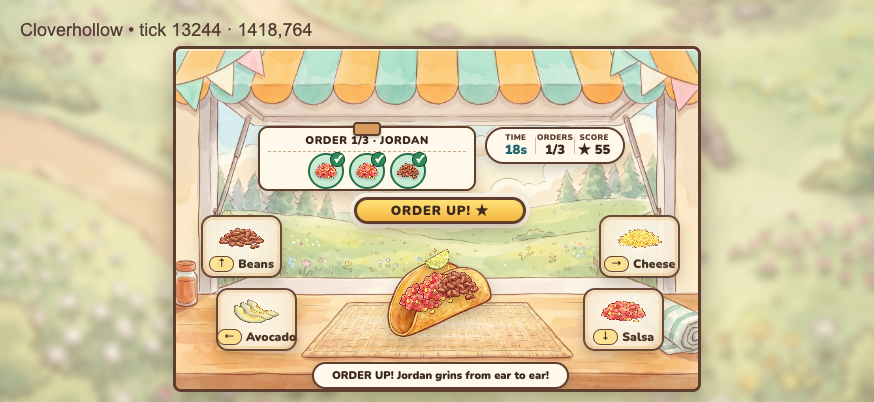 Cloverhollow • tick 13244 · 1418,764
ORDER 1/3 · JORDAN
TIME ORDERS SCORE
18s 1/3 ★ 55
ORDER UP! ★
↑ Beans
→ Cheese
← Avocado
↓ Salsa
ORDER UP! Jordan grins from ear to ear!